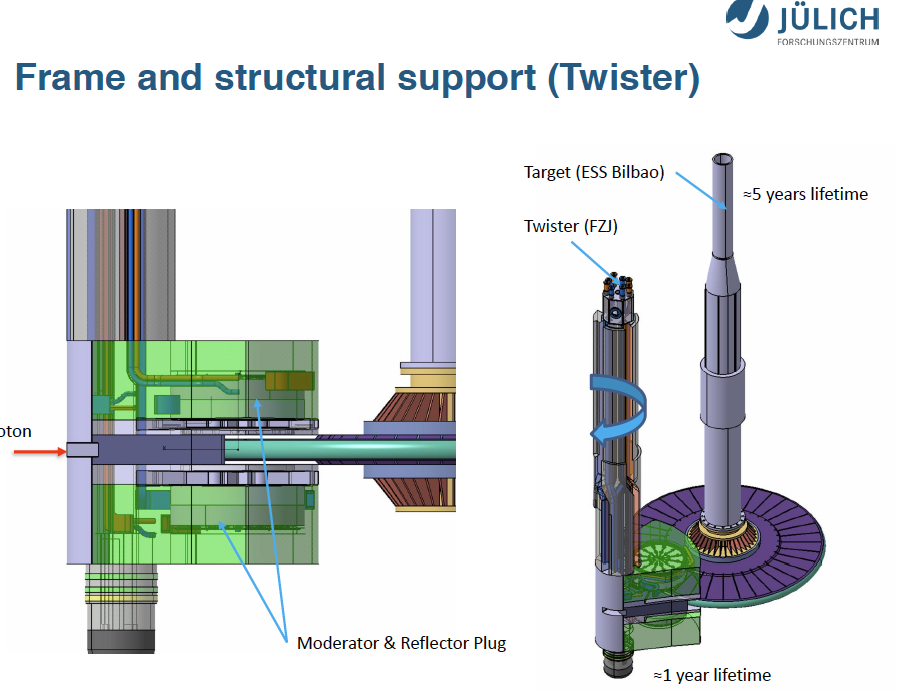 JÜLICH
FORSCHUNGSZENTRUM
Frame and structural support (Twister)
Target (ESS Bilbao)
≈5 years lifetime
Twister (FZJ)
oton
Moderator & Reflector Plug
≈1 year lifetime